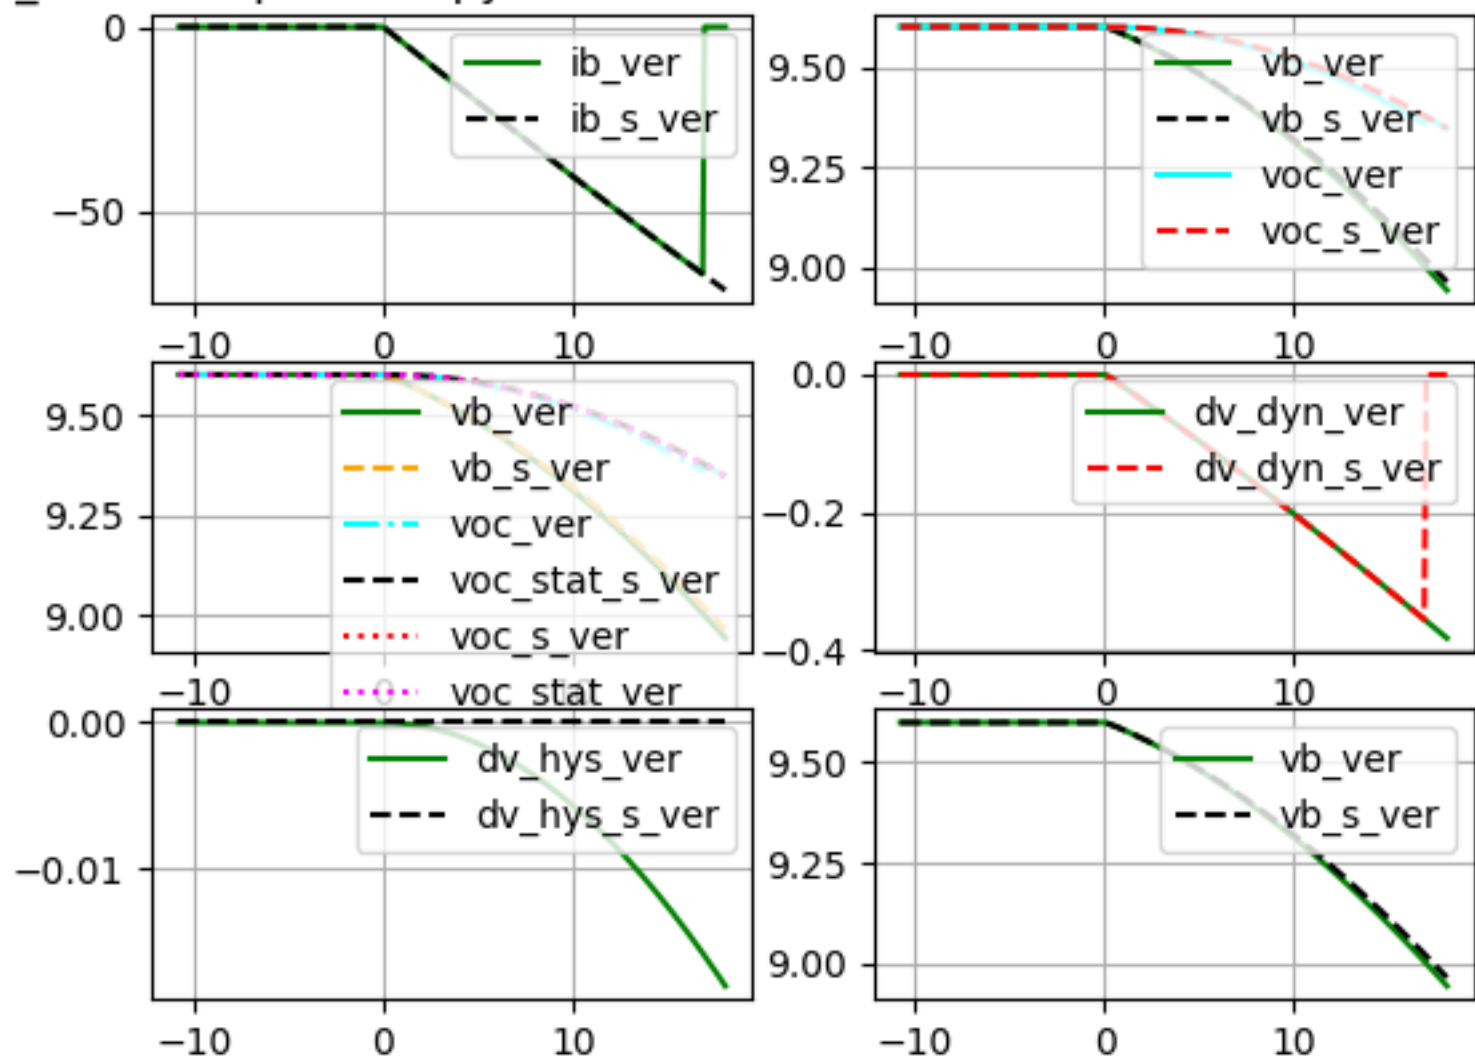 0
−50
−10 0 10
ib_ver
ib_s_ver
9.50
9.25
9.00
−10 0 10
vb_ver
vb_s_ver
voc_ver
voc_s_ver
9.50
9.25
9.00
−10 0 10
vb_ver
vb_s_ver
voc_ver
voc_stat_s_ver
voc_s_ver
voc_stat_ver
0.0
−0.2
−0.4
−10 0 10
dv_dyn_ver
dv_dyn_s_ver
0.00
−0.01
−10 0 10
dv_hys_ver
dv_hys_s_ver
9.50
9.25
9.00
−10 0 10
vb_ver
vb_s_ver